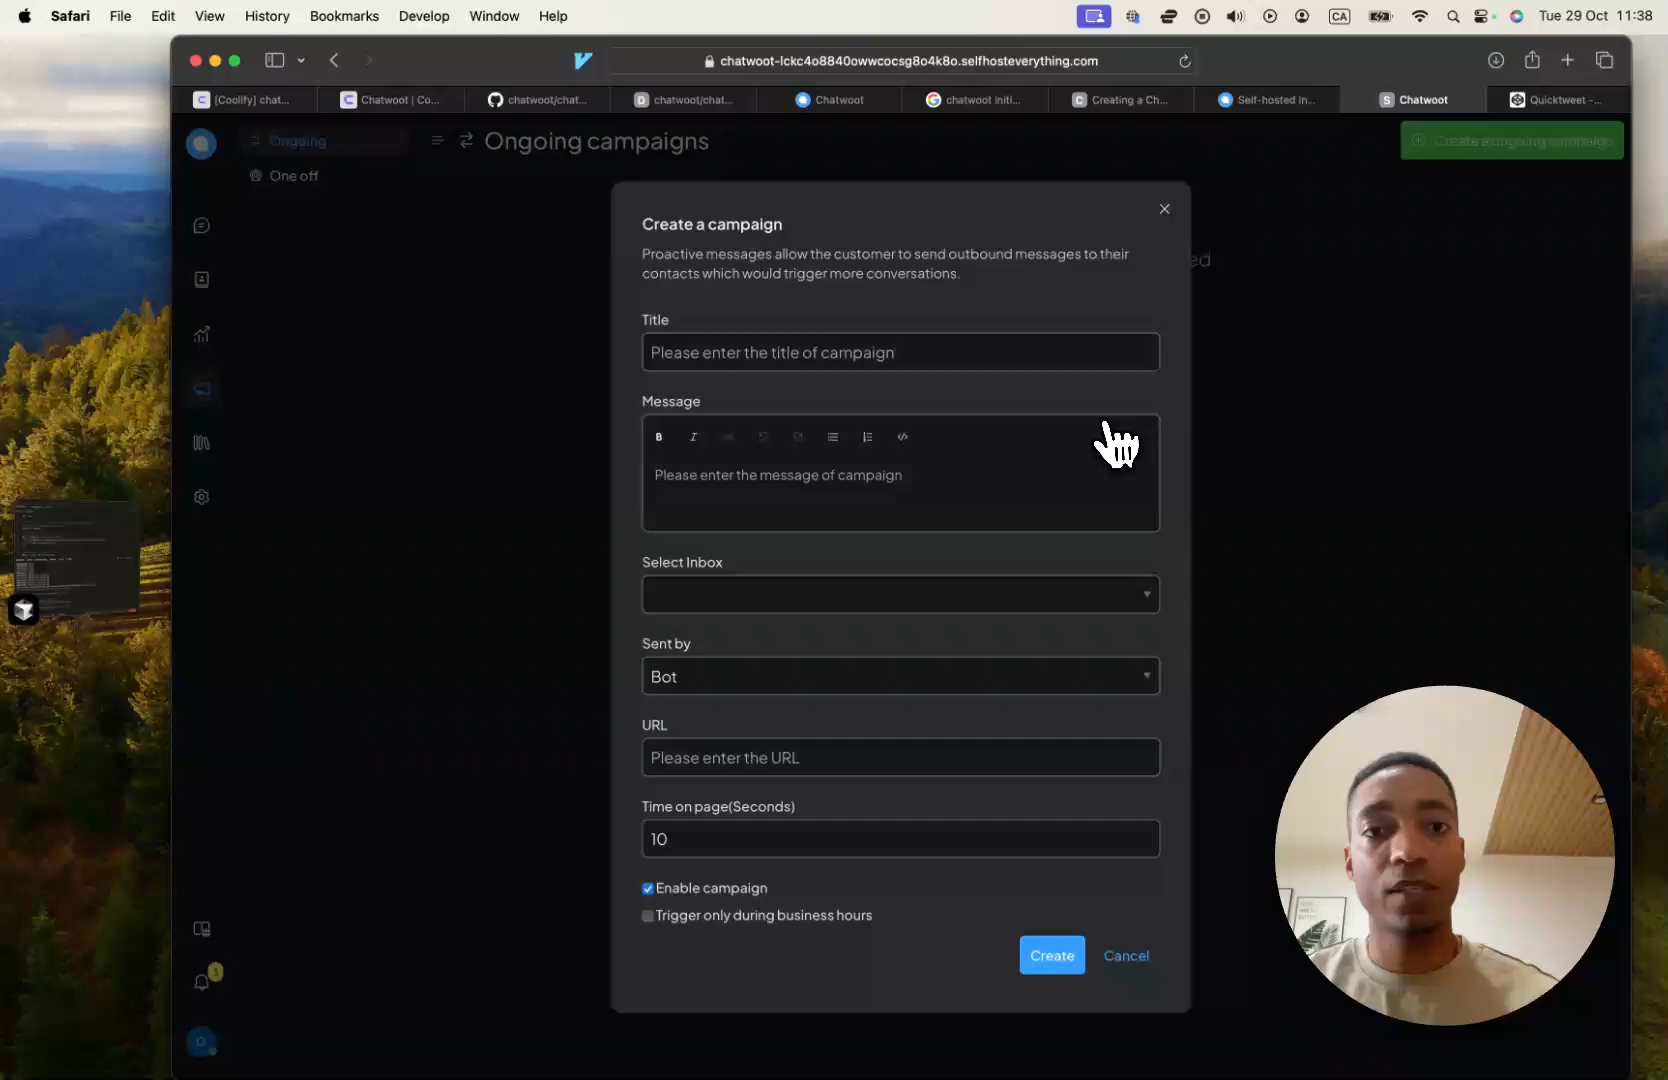 Safari File Edit View History Bookmarks Develop Window Help
CA
Tue 29 Oct 11:38
chatwoot-lckc4o8840owwcocsg8o4k8o.selfhosteverything.com
[Coolify] chat...
Chatwoot | Co...
chatwoot/chat...
chatwoot/chat...
Chatwoot
chatwoot initi...
Creating a Ch...
Self-hosted In...
Chatwoot
Quicktweet -...
Ongoing
One off
Ongoing campaigns
Create a ongoing campaign
Create a campaign
Proactive messages allow the customer to send outbound messages to their
contacts which would trigger more conversations.
Title
Please enter the title of campaign
Message
B I
Please enter the message of campaign
Select Inbox
Sent by
Bot
URL
Please enter the URL
Time on page(Seconds)
10
Enable campaign
Trigger only during business hours
Create
Cancel